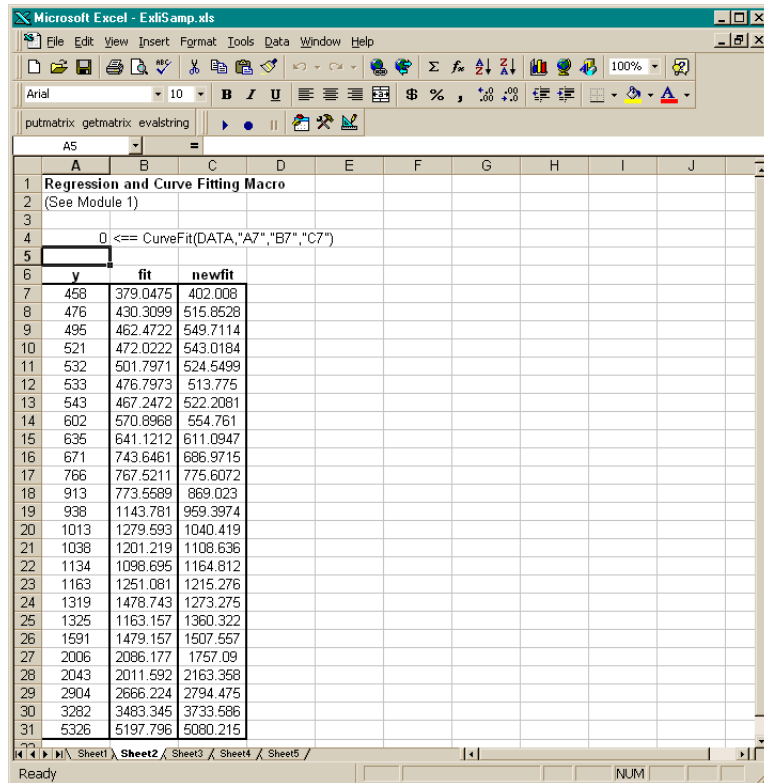 Microsoft Excel - ExliSamp.xls
File Edit View Insert Format Tools Data Window Help
100%
Arial 10 B I U $ % , .00
putmatrix getmatrix evalstring
A5 =
A B C D E F G H I J
1 Regression and Curve Fitting Macro
2 (See Module 1)
3
4 0 <== CurveFit(DATA,"A7","B7","C7")
5
6 y fit newfit
7 458 379.0475 402.008
8 476 430.3099 515.8528
9 495 462.4722 549.7114
10 521 472.0222 543.0184
11 532 501.7971 524.5499
12 533 476.7973 513.775
13 543 467.2472 522.2081
14 602 570.8968 554.761
15 635 641.1212 611.0947
16 671 743.6461 686.9715
17 766 767.5211 775.6072
18 913 773.5589 869.023
19 938 1143.781 959.3974
20 1013 1279.593 1040.419
21 1038 1201.219 1108.636
22 1134 1098.695 1164.812
23 1163 1251.081 1215.276
24 1319 1478.743 1273.275
25 1325 1163.157 1360.322
26 1591 1479.157 1507.557
27 2006 2086.177 1757.09
28 2043 2011.592 2163.358
29 2904 2666.224 2794.475
30 3282 3483.345 3733.586
31 5326 5197.796 5080.215
Sheet1 Sheet2 Sheet3 Sheet4 Sheet5
Ready NUM